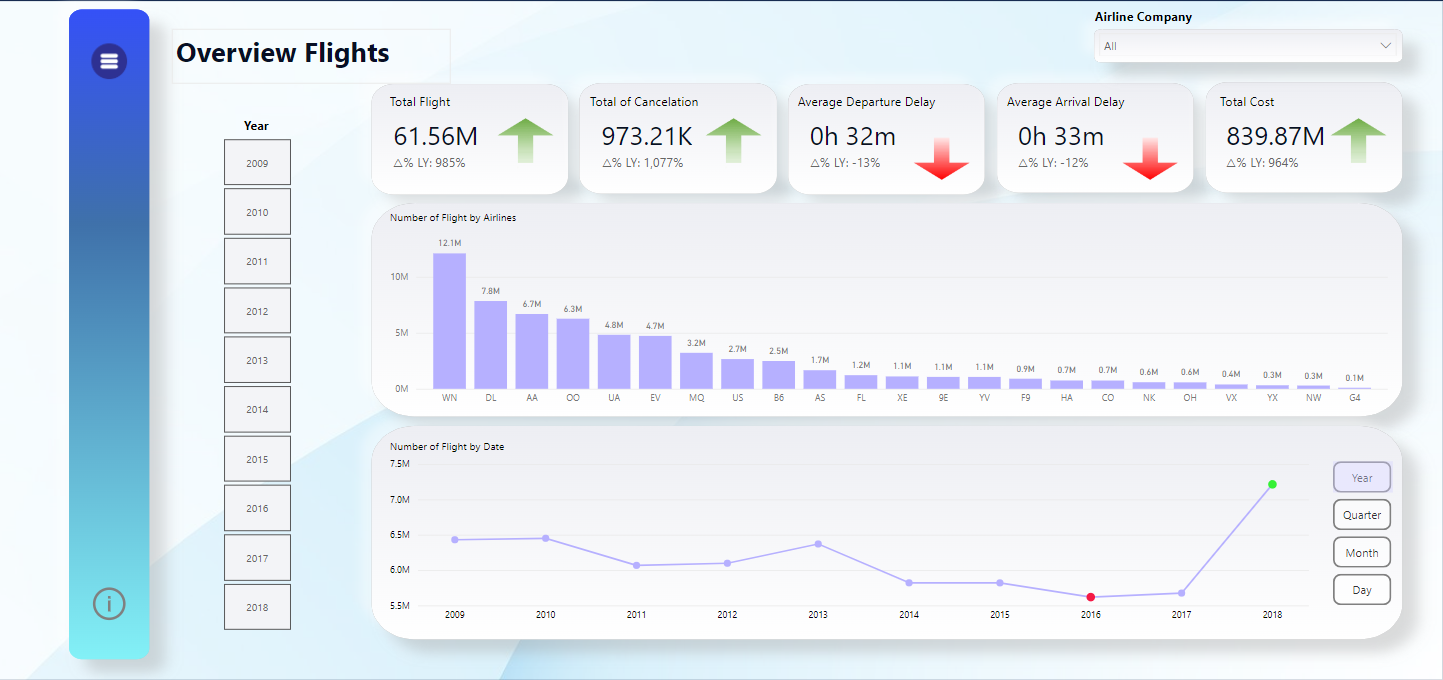 Airline Company
All
Overview Flights
Year
2009
2010
2011
2012
2013
2014
2015
2016
2017
2018
Total Flight
61.56M
△% LY: 985%
Total of Cancelation
973.21K
△% LY: 1,077%
Average Departure Delay
0h 32m
△% LY: -13%
Average Arrival Delay
0h 33m
△% LY: -12%
Total Cost
839.87M
△% LY: 964%
Number of Flight by Airlines
10M
5M
0M
12.1M 7.8M 6.7M 6.3M 4.8M 4.7M 3.2M 2.7M 2.5M 1.7M 1.2M 1.1M 1.1M 1.1M 0.9M 0.7M 0.7M 0.6M 0.6M 0.4M 0.3M 0.3M 0.1M
WN DL AA OO UA EV MQ US B6 AS FL XE 9E YV F9 HA CO NK OH VX YX NW G4
Number of Flight by Date
7.5M
7.0M
6.5M
6.0M
5.5M
2009 2010 2011 2012 2013 2014 2015 2016 2017 2018
Year
Quarter
Month
Day
i